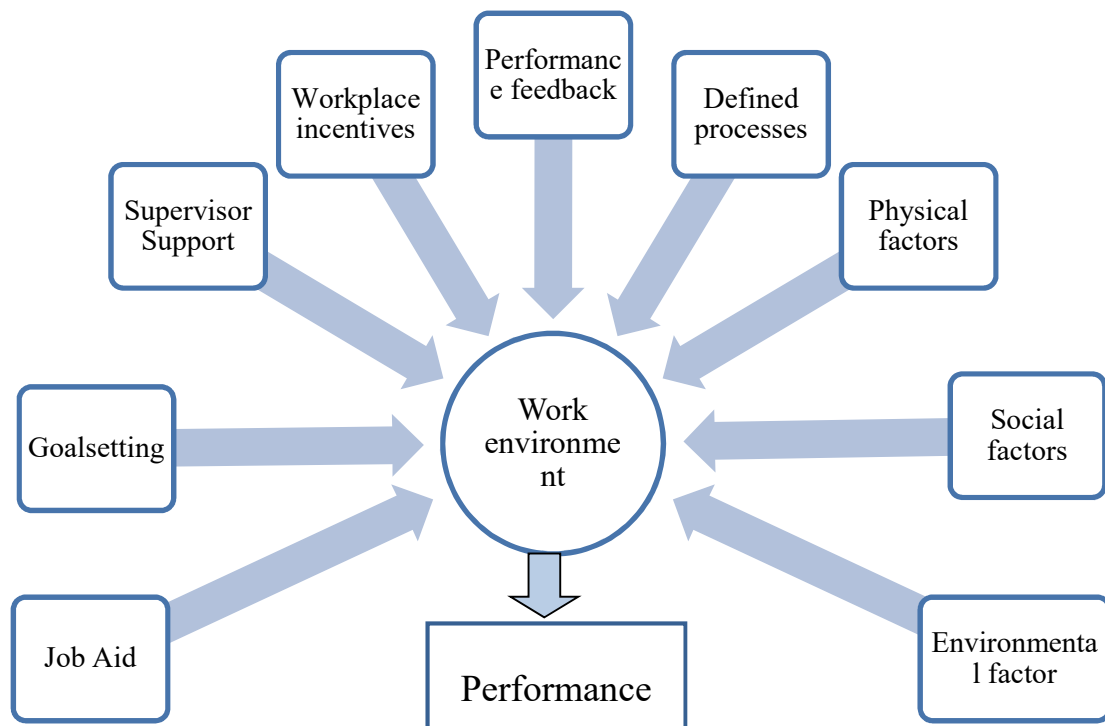 Performanc
e feedback
Workplace
incentives
Defined
processes
Supervisor
Support
Physical
factors
Goalsetting
Work
environme
nt
Social
factors
Job Aid
Environmenta
l factor
Performance